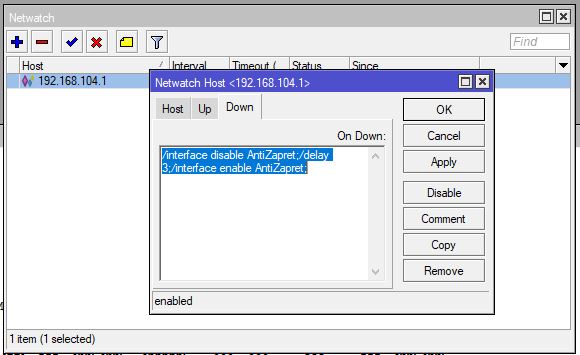 Netwatch
Find
Host Interval Timeout ( Status Since
192.168.104.1
Netwatch Host <192.168.104.1>
Host Up Down
On Down:
/interface disable AntiZapret;/delay
3;/interface enable AntiZapret;
OK
Cancel
Apply
Disable
Comment
Copy
Remove
enabled
1 item (1 selected)